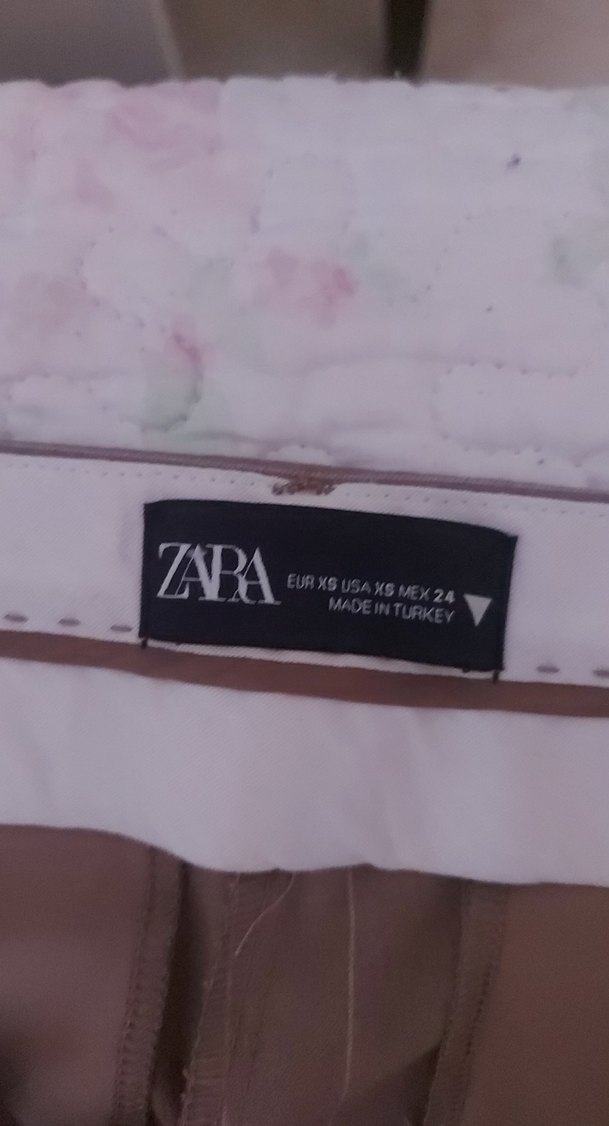 ZARA
EUR XS USA XS MEX 24
MADE IN TURKEY